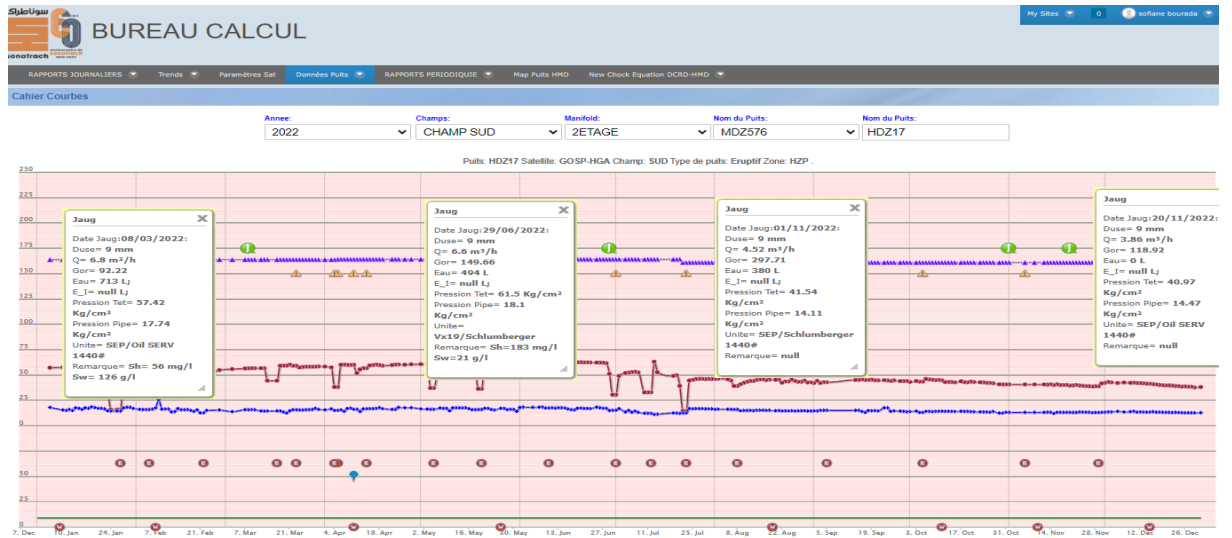 سوناطراك
sonatrach
BUREAU CALCUL
My Sites 0 sofiane bourada
RAPPORTS JOURNALIERS Trends Paramètres Sat Données Puits RAPPORTS PERIODIQUIE Map Puits HMD New Chock Equation DCRD-HMD
Cahier Courbes
Annee: Champs: Manifold: Nom du Puits: Nom du Puits:
2022 CHAMP SUD 2ETAGE MDZ576 HDZ17
Puits: HDZ17 Satellite: GOSP-HGA Champ: SUD Type de puits: Eruptif Zone: HZP .
250
225
200
175
150
125
100
75
50
25
0
50
25
0
Jaug
Date Jaug:08/03/2022:
Duse= 9 mm
Q= 6.8 m³/h
Gor= 92.22
Eau= 713 L;
E_I= null L;
Pression Tet= 57.42
Kg/cm²
Pression Pipe= 17.74
Kg/cm²
Unite= SEP/Oil SERV
1440#
Remarque= Sh= 56 mg/l
Sw= 126 g/l
Jaug
Date Jaug:29/06/2022:
Duse= 9 mm
Q= 6.6 m³/h
Gor= 149.66
Eau= 494 L
E_I= null L;
Pression Tet= 61.5 Kg/cm²
Pression Pipe= 18.1
Kg/cm²
Unite=
Vx19/Schlumberger
Remarque= Sh=183 mg/l
Sw=21 g/l
Jaug
Date Jaug:01/11/2022:
Duse= 9 mm
Q= 4.52 m³/h
Gor= 297.71
Eau= 380 L
E_I= null L;
Pression Tet= 41.54
Kg/cm²
Pression Pipe= 14.11
Kg/cm²
Unite= SEP/Schlumberger
1440#
Remarque= null
Jaug
Date Jaug:20/11/2022:
Duse= 9 mm
Q= 3.86 m³/h
Gor= 118.92
Eau= 0 L
E_I= null L;
Pression Tet= 40.97
Kg/cm²
Pression Pipe= 14.47
Kg/cm²
Unite= SEP/Oil SERV
1440#
Remarque= null
E E E E E E E E E E E E E E E E E
W W W W W W W W
7. Dec 10. Jan 24. Jan 7. Feb 21. Feb 7. Mar 21. Mar 4. Apr 18. Apr 2. May 16. May 30. May 13. Jun 27. Jun 11. Jul 25. Jul 8. Aug 22. Aug 5. Sep 19. Sep 3. Oct 17. Oct 31. Oct 14. Nov 28. Nov 12. Dec 26. Dec